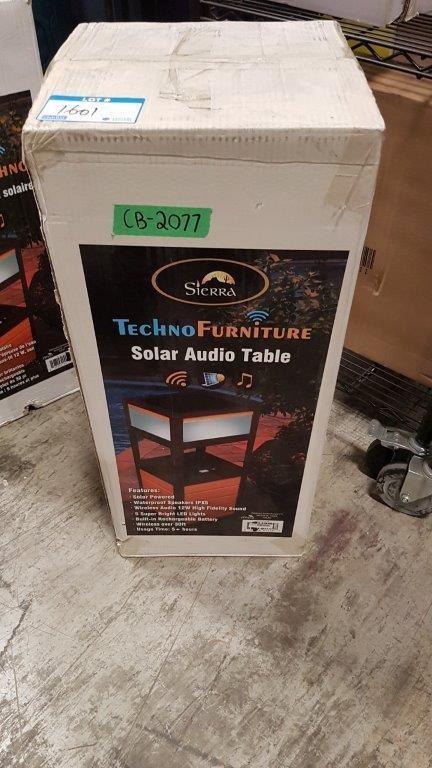 LOT #
1601
CB-2077
SIERRA
TECHNOFURNITURE
Solar Audio Table
Features:
· Solar Powered
· Waterproof Speakers IPX5
· Wireless Audio 12W High Fidelity Sound
· 5 Super Bright LED Lights
· Built-in Rechargeable Battery
· Wireless over 30ft
· Usage Time: 5+ hours
solaire